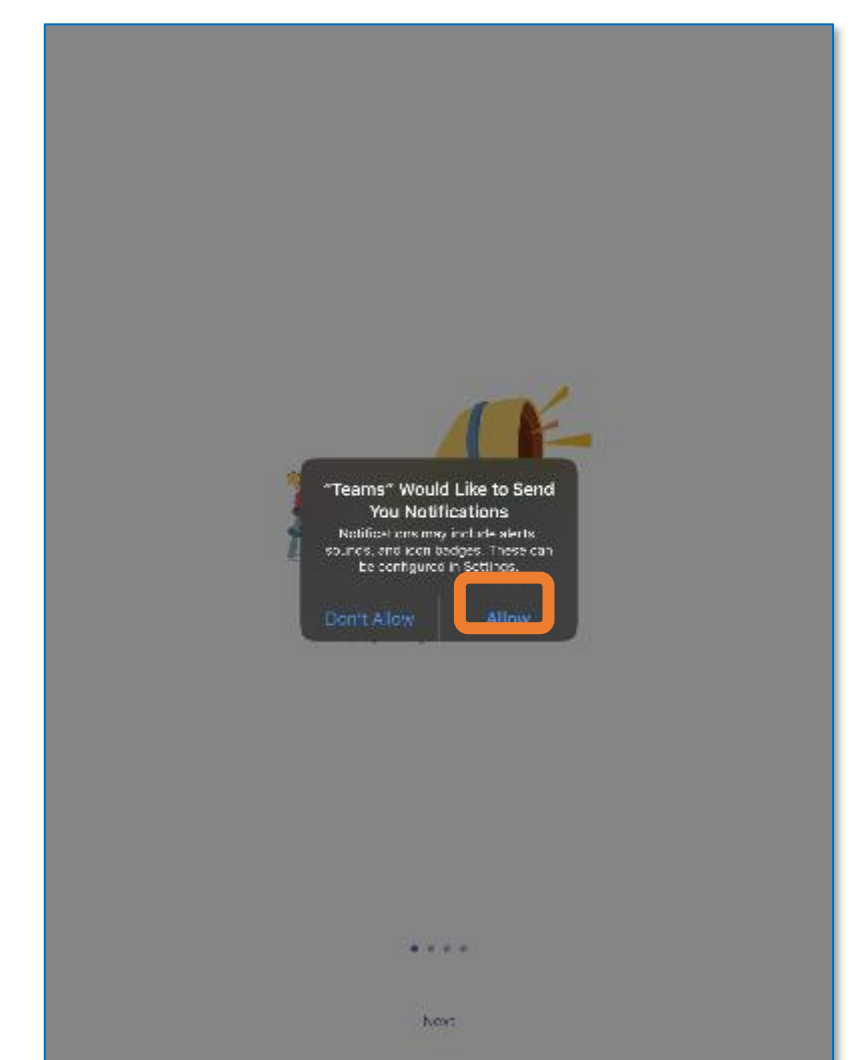 "Teams" Would Like to Send
You Notifications
Notifications may include alerts,
sounds, and icon badges. These can
be configured in Settings.
Don't Allow
Allow
Next